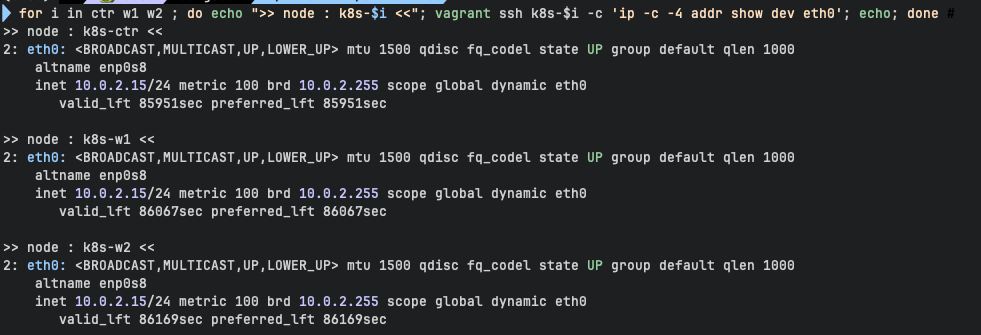 for i in ctr w1 w2 ; do echo ">> node : k8s-$i <<"; vagrant ssh k8s-$i -c 'ip -c -4 addr show dev eth0'; echo; done #
>> node : k8s-ctr <<
2: eth0: <BROADCAST,MULTICAST,UP,LOWER_UP> mtu 1500 qdisc fq_codel state UP group default qlen 1000
    altname enp0s8
    inet 10.0.2.15/24 metric 100 brd 10.0.2.255 scope global dynamic eth0
       valid_lft 85951sec preferred_lft 85951sec

>> node : k8s-w1 <<
2: eth0: <BROADCAST,MULTICAST,UP,LOWER_UP> mtu 1500 qdisc fq_codel state UP group default qlen 1000
    altname enp0s8
    inet 10.0.2.15/24 metric 100 brd 10.0.2.255 scope global dynamic eth0
       valid_lft 86067sec preferred_lft 86067sec

>> node : k8s-w2 <<
2: eth0: <BROADCAST,MULTICAST,UP,LOWER_UP> mtu 1500 qdisc fq_codel state UP group default qlen 1000
    altname enp0s8
    inet 10.0.2.15/24 metric 100 brd 10.0.2.255 scope global dynamic eth0
       valid_lft 86169sec preferred_lft 86169sec